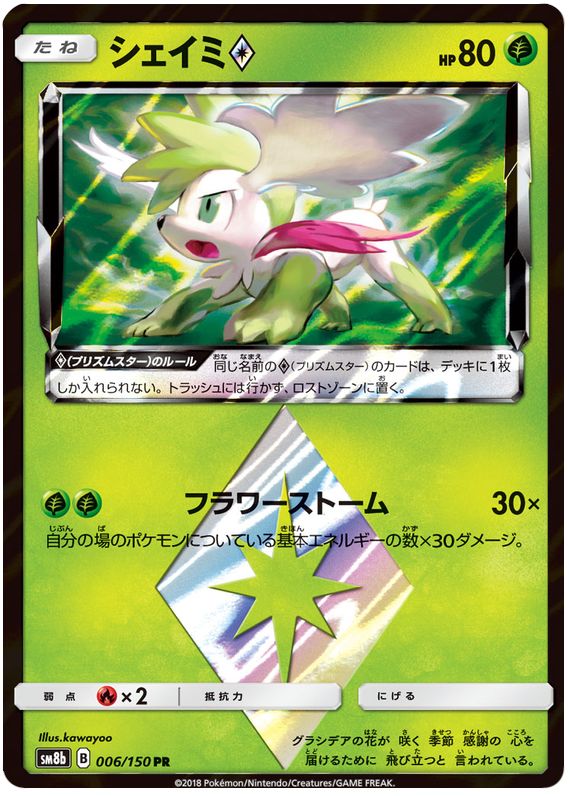 たね シェイミ◇ HP80
◇(プリズムスター)のルール 同じ名前の◇(プリズムスター)のカードは、デッキに1枚
しか入れられない。トラッシュには行かず、ロストゾーンに置く。
フラワーストーム 30×
自分の場のポケモンについている基本エネルギーの数×30ダメージ。
弱点 ×2 抵抗力 にげる
Illus.kawayoo
SM8b B 006/150 PR
グラシデアの花が 咲く 季節 感謝の 心を
届けるために 飛び立つと 言われている。
©2018 Pokémon/Nintendo/Creatures/GAME FREAK.